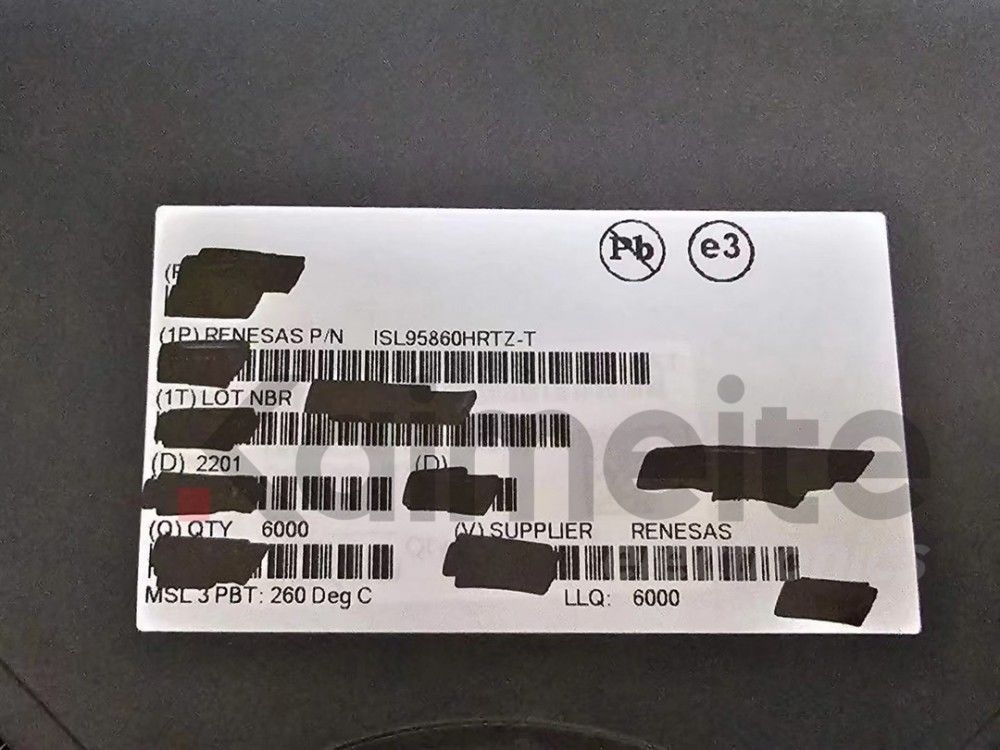 Pb e3
(1P) RENESAS P/N ISL95860HRTZ-T
(1T) LOT NBR
(D) 2201 (D)
Kaimeite
(Q) QTY 6000 (V) SUPPLIER RENESAS
MSL 3 PBT: 260 Deg C LLQ: 6000